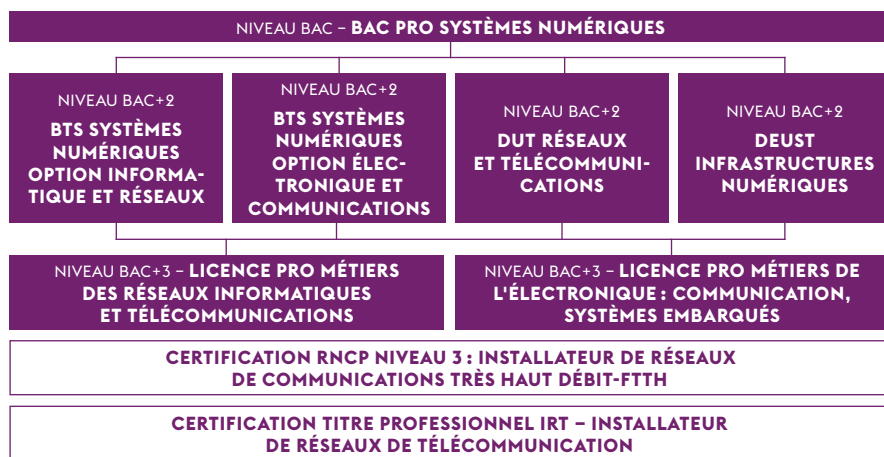 NIVEAU BAC – BAC PRO SYSTÈMES NUMÉRIQUES
NIVEAU BAC+2
BTS SYSTÈMES
NUMÉRIQUES
OPTION INFORMA-
TIQUE ET RÉSEAUX
NIVEAU BAC+2
BTS SYSTÈMES
NUMÉRIQUES
OPTION ÉLEC-
TRONIQUE ET
COMMUNICATIONS
NIVEAU BAC+2
DUT RÉSEAUX
ET TÉLÉCOMMUNI-
CATIONS
NIVEAU BAC+2
DEUST
INFRASTRUCTURES
NUMÉRIQUES
NIVEAU BAC+3 – LICENCE PRO MÉTIERS
DES RÉSEAUX INFORMATIQUES
ET TÉLÉCOMMUNICATIONS
NIVEAU BAC+3 – LICENCE PRO MÉTIERS DE
L'ÉLECTRONIQUE : COMMUNICATION,
SYSTÈMES EMBARQUÉS
CERTIFICATION RNCP NIVEAU 3 : INSTALLATEUR DE RÉSEAUX
DE COMMUNICATIONS TRÈS HAUT DÉBIT-FTTH
CERTIFICATION TITRE PROFESSIONNEL IRT – INSTALLATEUR
DE RÉSEAUX DE TÉLÉCOMMUNICATION